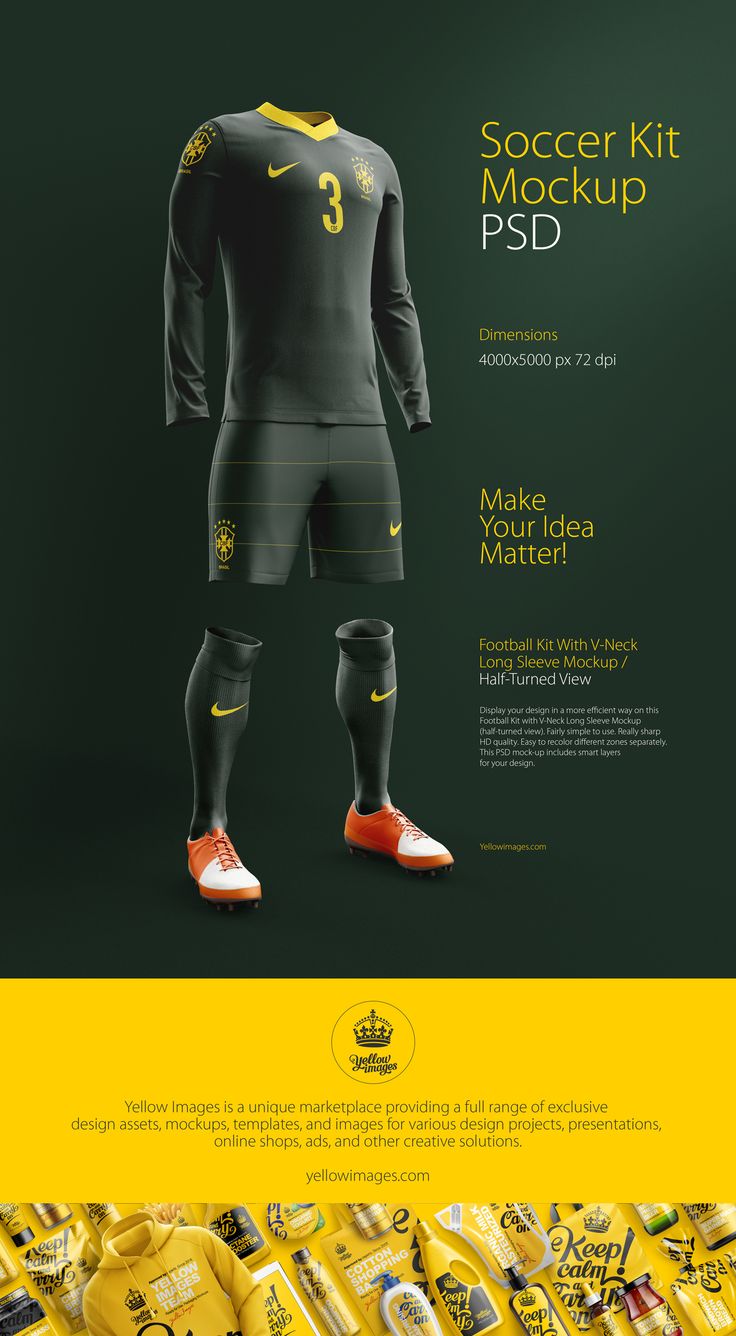 Soccer Kit
Mockup
PSD
Dimensions
4000x5000 px 72 dpi
BRASIL
3
CBF
BRASIL
Make
Your Idea
Matter!
BRASIL
Football Kit With V-Neck
Long Sleeve Mockup /
Half-Turned View
Display your design in a more efficient way on this
Football Kit with V-Neck Long Sleeve Mockup
(half-turned view). Fairly simple to use. Really sharp
HD quality. Easy to recolor different zones separately.
This PSD mock-up includes smart layers
for your design.
Yellowimages.com
Yellow
Images
Yellow Images is a unique marketplace providing a full range of exclusive
design assets, mockups, templates, and images for various design projects, presentations,
online shops, ads, and other creative solutions.
yellowimages.com
Keep!
calm
and
Carry
on
YELLOW
IMAGES
COTTON
SHOPPING
BAG
Keep!
calm
and
Carry
on